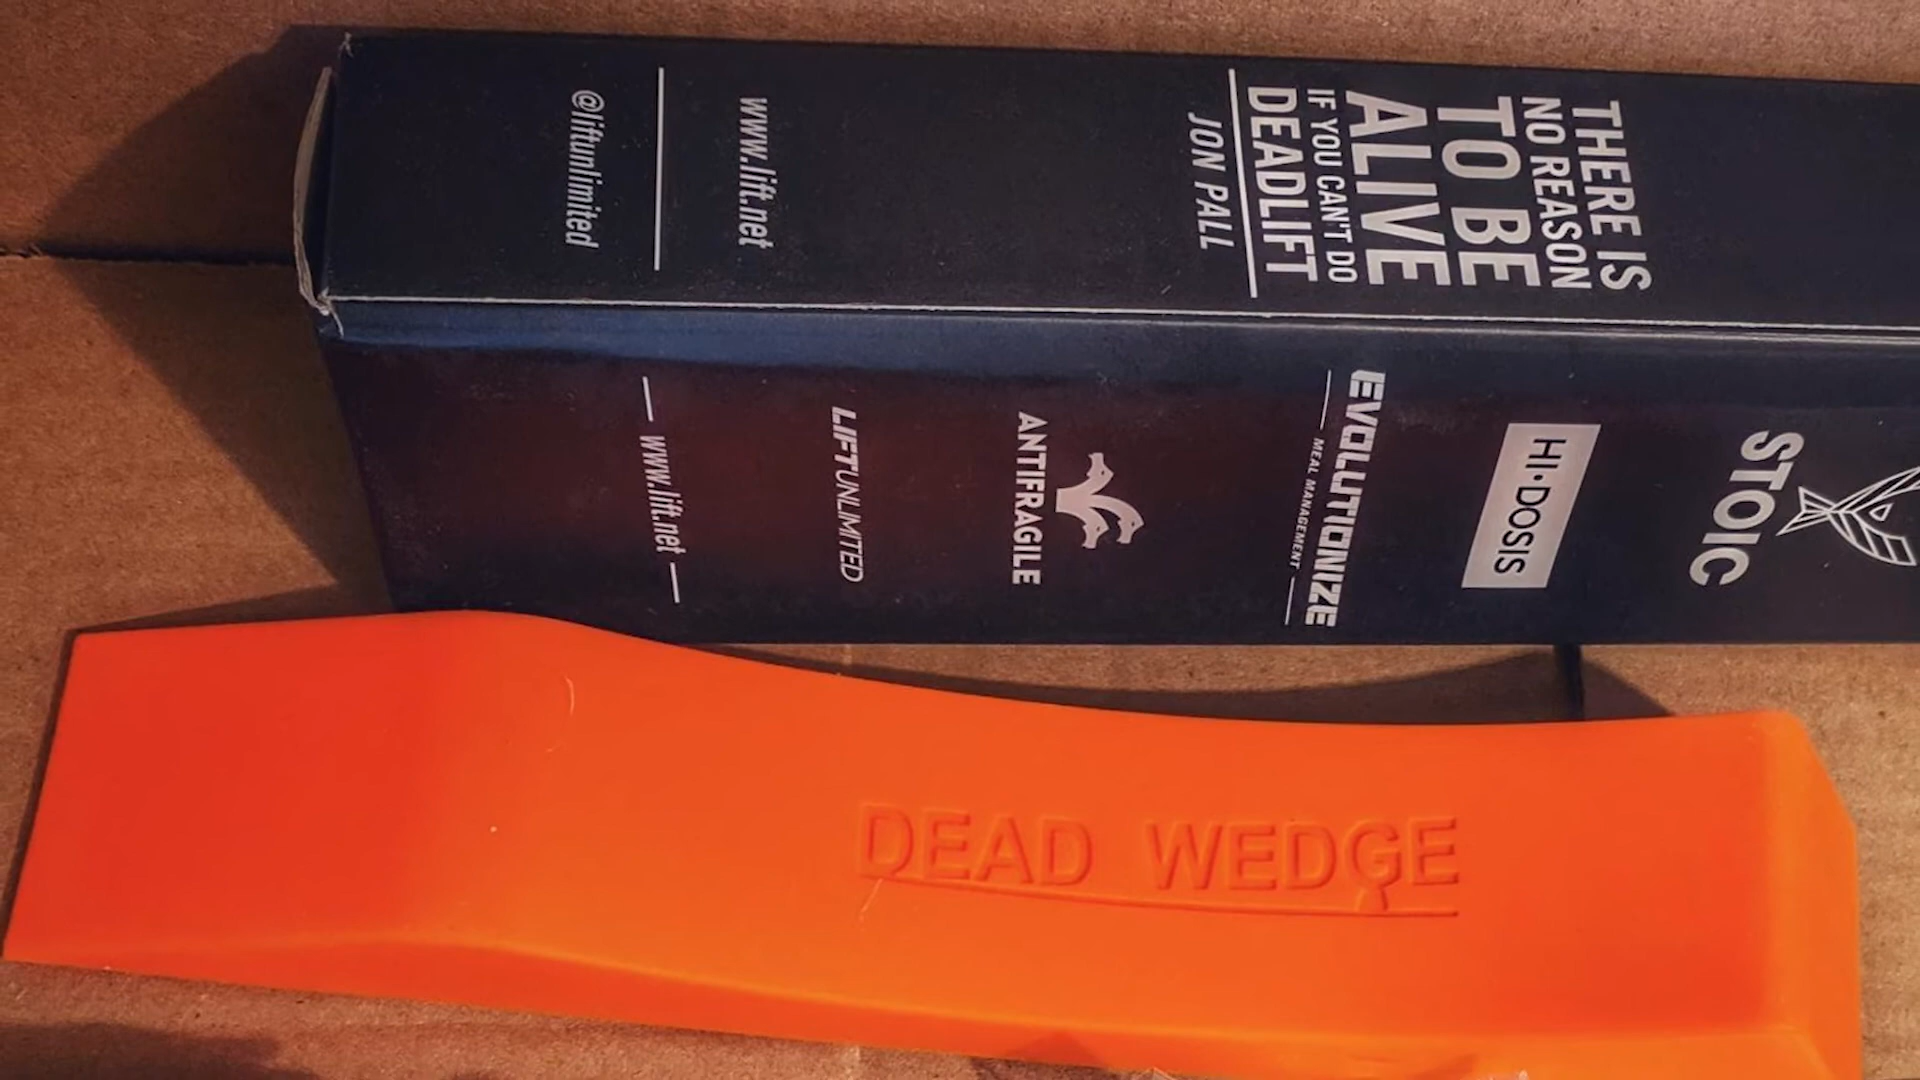 THERE IS
NO REASON
TO BE
ALIVE
IF YOU CAN'T DO
DEADLIFT
JON PALL
www.lift.net
@liftunlimited
STOIC
HI·DOSIS
EVOLUTIONIZE
MEAL MANAGEMENT
ANTIFRAGILE
LIFTUNLIMITED
www.lift.net
DEAD WEDGE